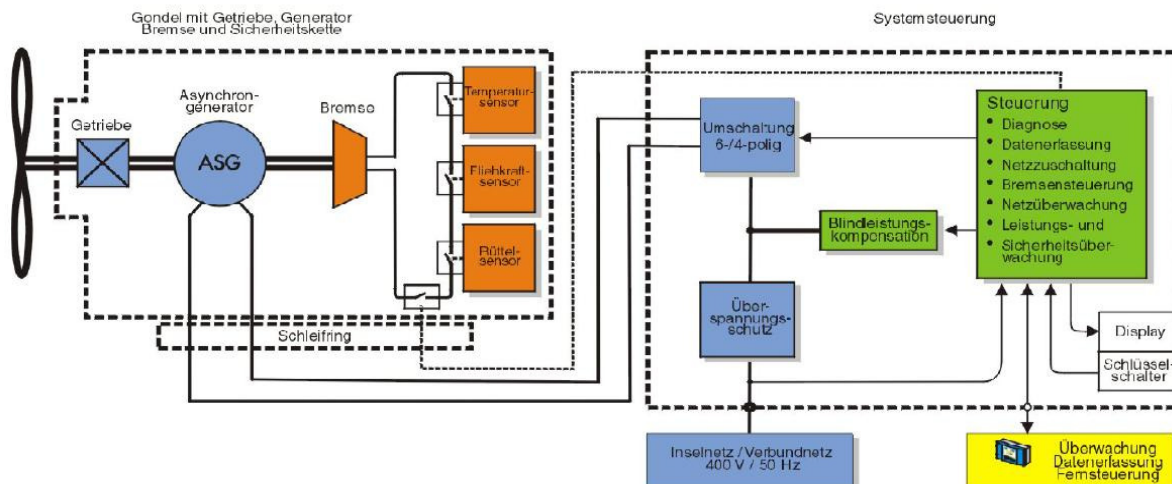 Gondel mit Getriebe, Generator
Bremse und Sicherheitskette
Systemsteuerung
Getriebe
Asynchron-
generator
ASG
Bremse
Temperatur-
sensor
Fliehkraft-
sensor
Rüttel-
sensor
Schleifring
Umschaltung
6-/4-polig
Blindleistungs-
kompensation
Über-
spannungs-
schutz
Steuerung
• Diagnose
• Datenerfassung
• Netzzuschaltung
• Bremsensteuerung
• Netzüberwachung
• Leistungs- und
• Sicherheitsüber-
wachung
Display
Schlüssel-
schalter
Inselnetz / Verbundnetz
400 V / 50 Hz
Überwachung
Datenerfassung
Fernsteuerung